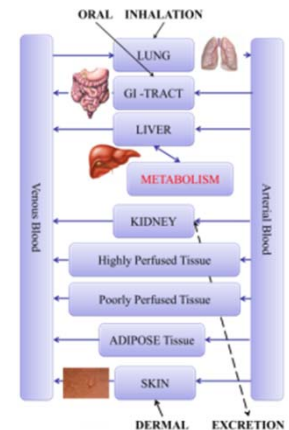 ORAL INHALATION
LUNG
GI -TRACT
LIVER
METABOLISM
Venous Blood
Arterial Blood
KIDNEY
Highly Perfused Tissue
Poorly Perfused Tissue
ADIPOSE Tissue
SKIN
DERMAL EXCRETION